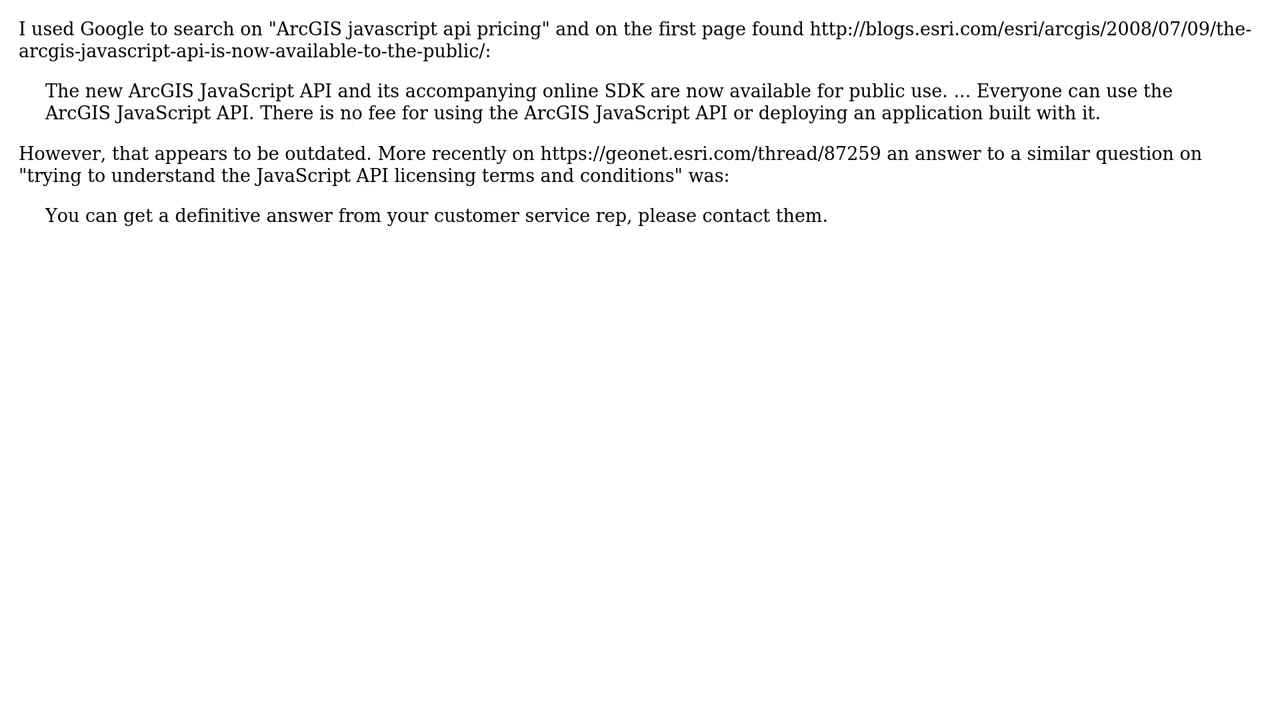 I used Google to search on "ArcGIS javascript api pricing" and on the first page found http://blogs.esri.com/esri/arcgis/2008/07/09/the-
arcgis-javascript-api-is-now-available-to-the-public/:
The new ArcGIS JavaScript API and its accompanying online SDK are now available for public use. ... Everyone can use the
ArcGIS JavaScript API. There is no fee for using the ArcGIS JavaScript API or deploying an application built with it.
However, that appears to be outdated. More recently on https://geonet.esri.com/thread/87259 an answer to a similar question on
"trying to understand the JavaScript API licensing terms and conditions" was:
You can get a definitive answer from your customer service rep, please contact them.